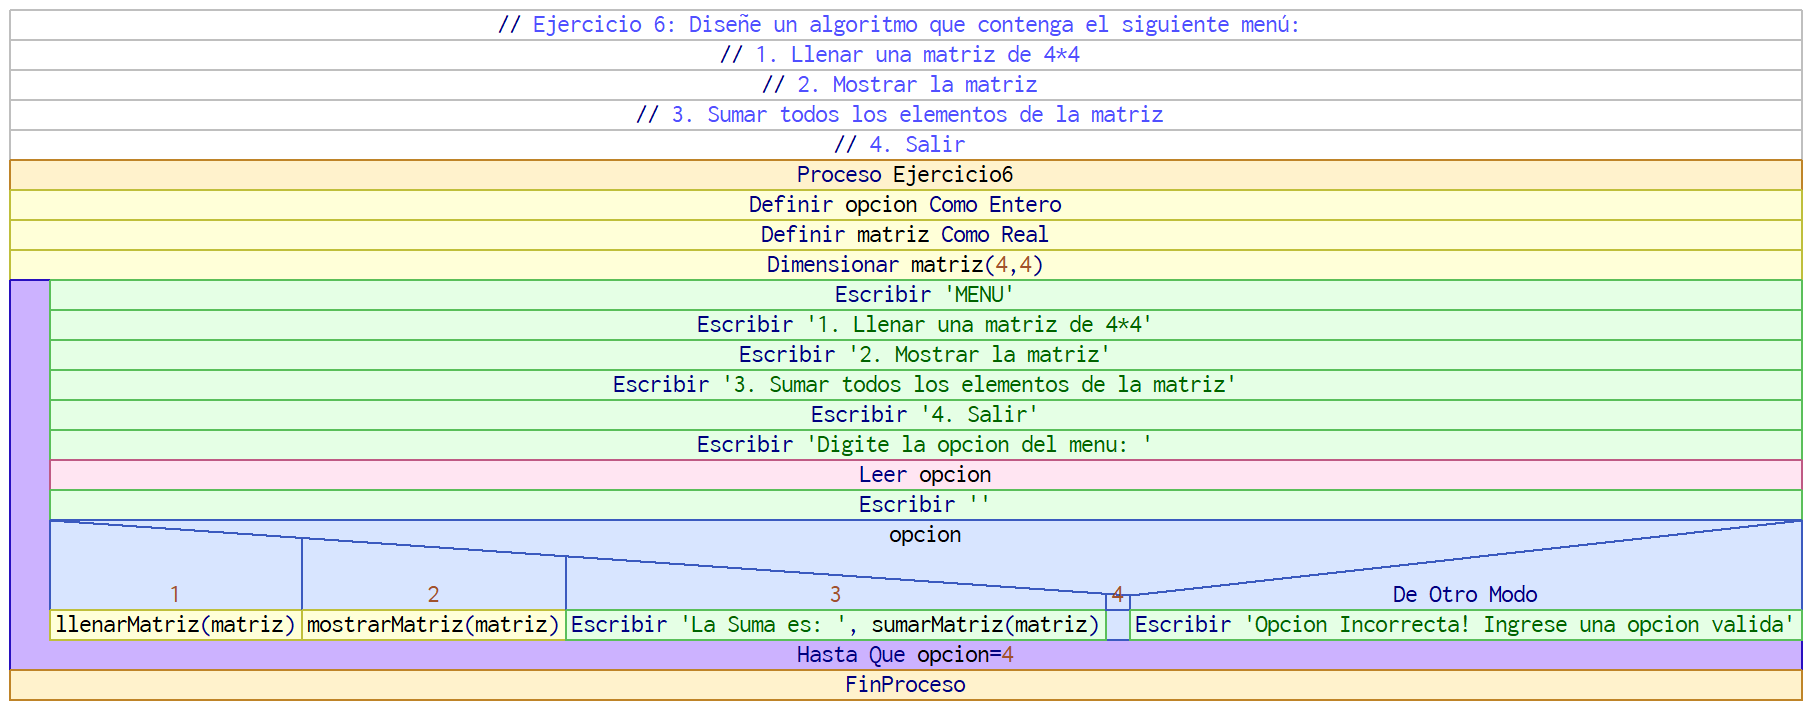 // Ejercicio 6: Diseñe un algoritmo que contenga el siguiente menú:
// 1. Llenar una matriz de 4*4
// 2. Mostrar la matriz
// 3. Sumar todos los elementos de la matriz
// 4. Salir
Proceso Ejercicio6
Definir opcion Como Entero
Definir matriz Como Real
Dimensionar matriz(4,4)
Escribir 'MENU'
Escribir '1. Llenar una matriz de 4*4'
Escribir '2. Mostrar la matriz'
Escribir '3. Sumar todos los elementos de la matriz'
Escribir '4. Salir'
Escribir 'Digite la opcion del menu: '
Leer opcion
Escribir ''
opcion
1 2 3 4 De Otro Modo
llenarMatriz(matriz) mostrarMatriz(matriz) Escribir 'La Suma es: ', sumarMatriz(matriz) Escribir 'Opcion Incorrecta! Ingrese una opcion valida'
Hasta Que opcion=4
FinProceso